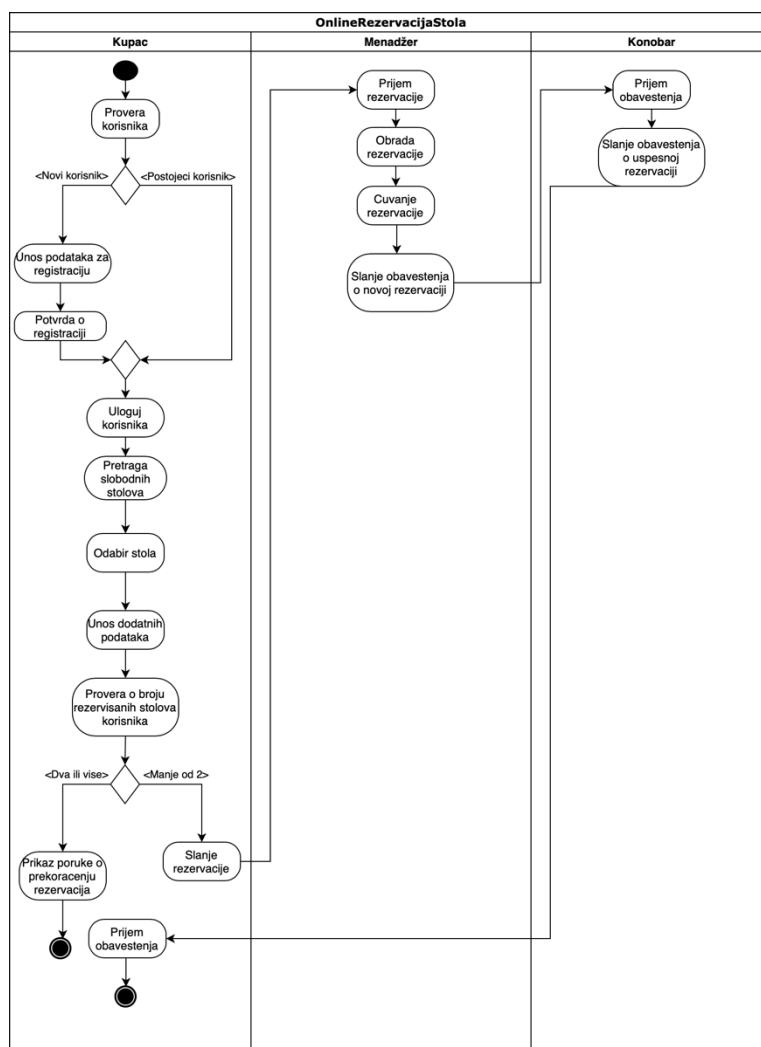 OnlineRezervacijaStola
Kupac
Menadžer
Konobar
Provera
korisnika
<Novi korisnik>
<Postojeci korisnik>
Unos podataka za
registraciju
Potvrda o
registraciji
Uloguj
korisnika
Pretraga
slobodnih
stolova
Odabir stola
Unos dodatnih
podataka
Provera o broju
rezervisanih stolova
korisnika
<Dva ili vise>
<Manje od 2>
Prikaz poruke o
prekoracenju
rezervacija
Slanje
rezervacije
Prijem
rezervacije
Obrada
rezervacije
Cuvanje
rezervacije
Slanje obavestenja
o novoj rezervaciji
Prijem
obavestenja
Slanje obavestenja
o uspesnoj
rezervaciji
Prijem
obavestenja